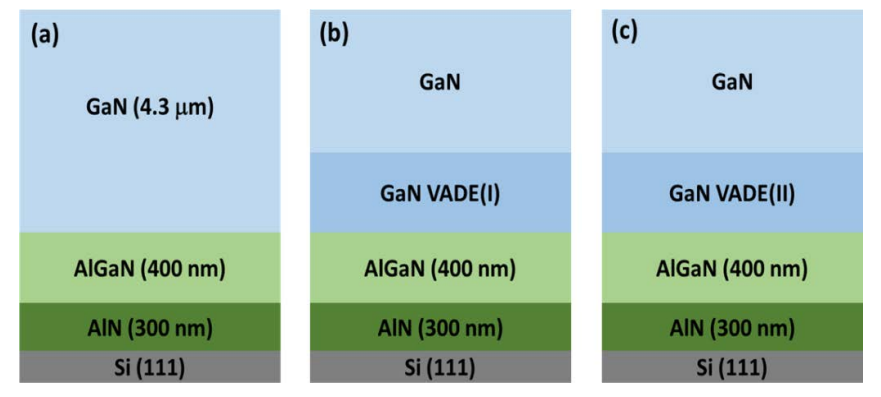 (a)
GaN (4.3 μm)
AlGaN (400 nm)
AlN (300 nm)
Si (111)
(b)
GaN
GaN VADE(I)
AlGaN (400 nm)
AlN (300 nm)
Si (111)
(c)
GaN
GaN VADE(II)
AlGaN (400 nm)
AlN (300 nm)
Si (111)